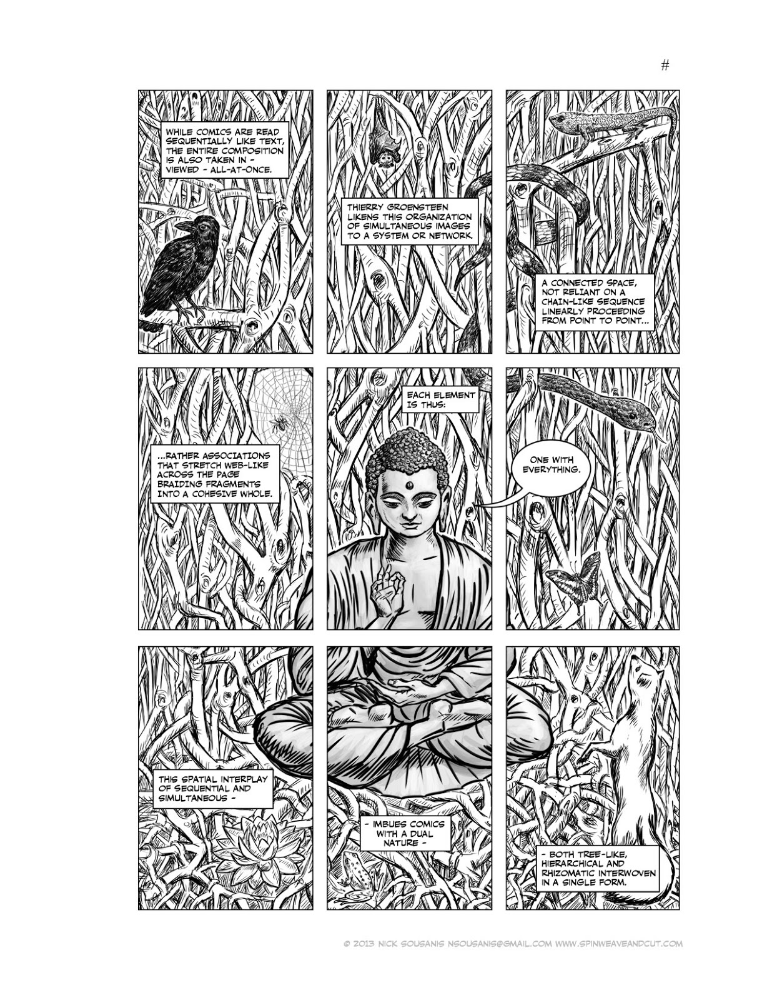 #
WHILE COMICS ARE READ
SEQUENTIALLY LIKE TEXT,
THE ENTIRE COMPOSITION
IS ALSO TAKEN IN -
VIEWED - ALL-AT-ONCE.
THIERRY GROENSTEEN
LIKENS THIS ORGANIZATION
OF SIMULTANEOUS IMAGES
TO A SYSTEM OR NETWORK.
A CONNECTED SPACE,
NOT RELIANT ON A
CHAIN-LIKE SEQUENCE
LINEARLY PROCEEDING
FROM POINT TO POINT...
...RATHER ASSOCIATIONS
THAT STRETCH WEB-LIKE
ACROSS THE PAGE
BRAIDING FRAGMENTS
INTO A COHESIVE WHOLE.
EACH ELEMENT
IS THUS:
ONE WITH
EVERYTHING.
THIS SPATIAL INTERPLAY
OF SEQUENTIAL AND
SIMULTANEOUS -
- IMBUES COMICS
WITH A DUAL
NATURE -
- BOTH TREE-LIKE,
HIERARCHICAL AND
RHIZOMATIC INTERWOVEN
IN A SINGLE FORM.
© 2013 NICK SOUSANIS NSOUSANIS@GMAIL.COM WWW.SPINWEAVEANDCUT.COM